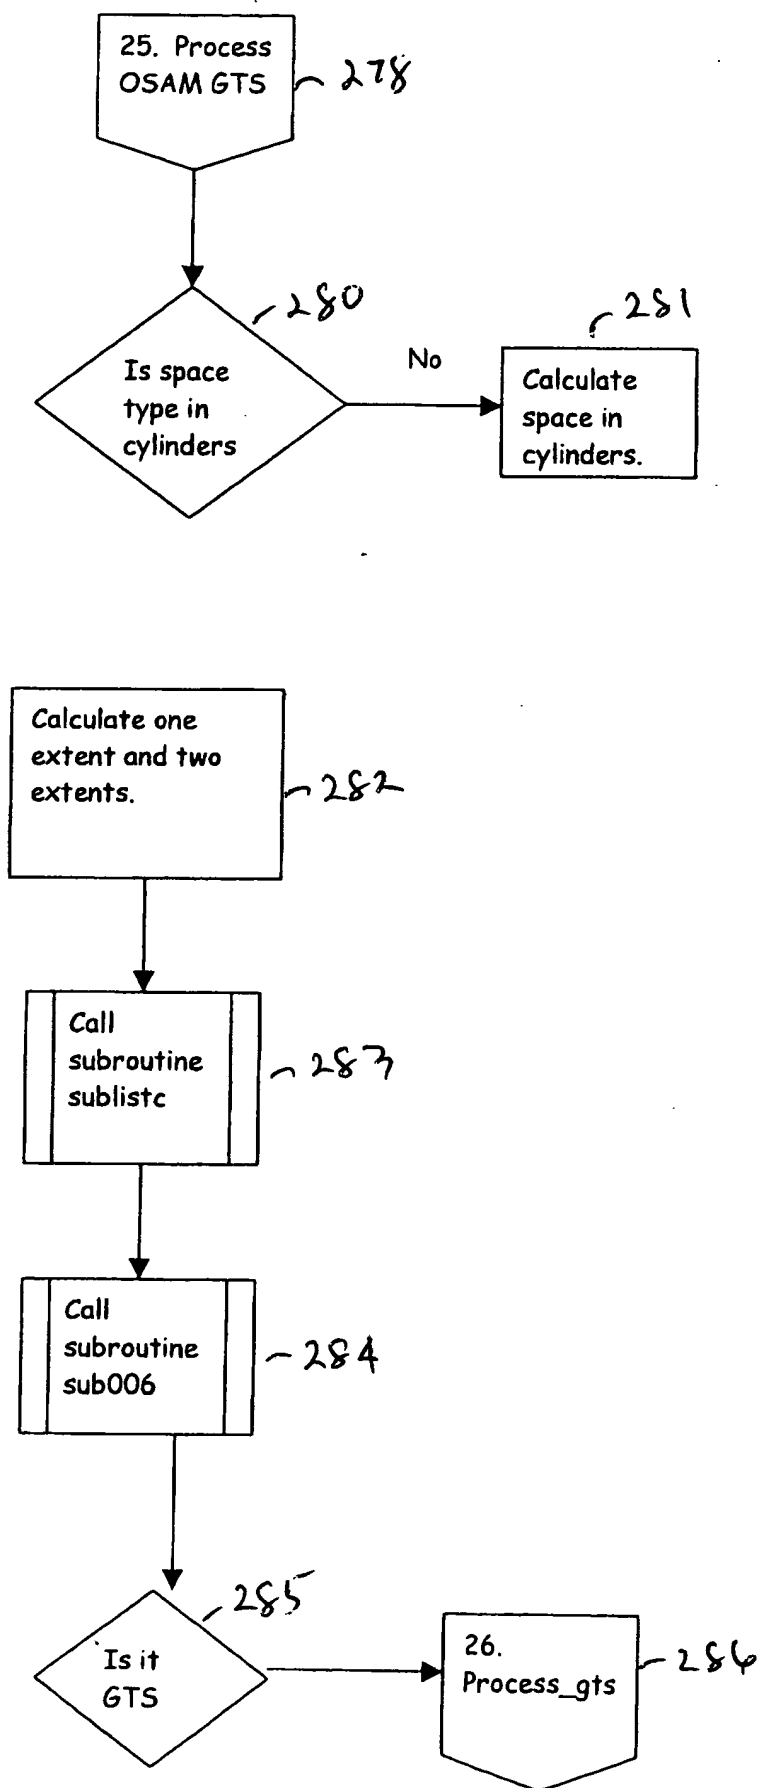 25. Process
OSAM GTS
278
280
Is space
type in
cylinders
No
281
Calculate
space in
cylinders.
Calculate one
extent and two
extents.
282
Call
subroutine
sublistc
283
Call
subroutine
sub006
284
285
Is it
GTS
26.
Process_gts
286